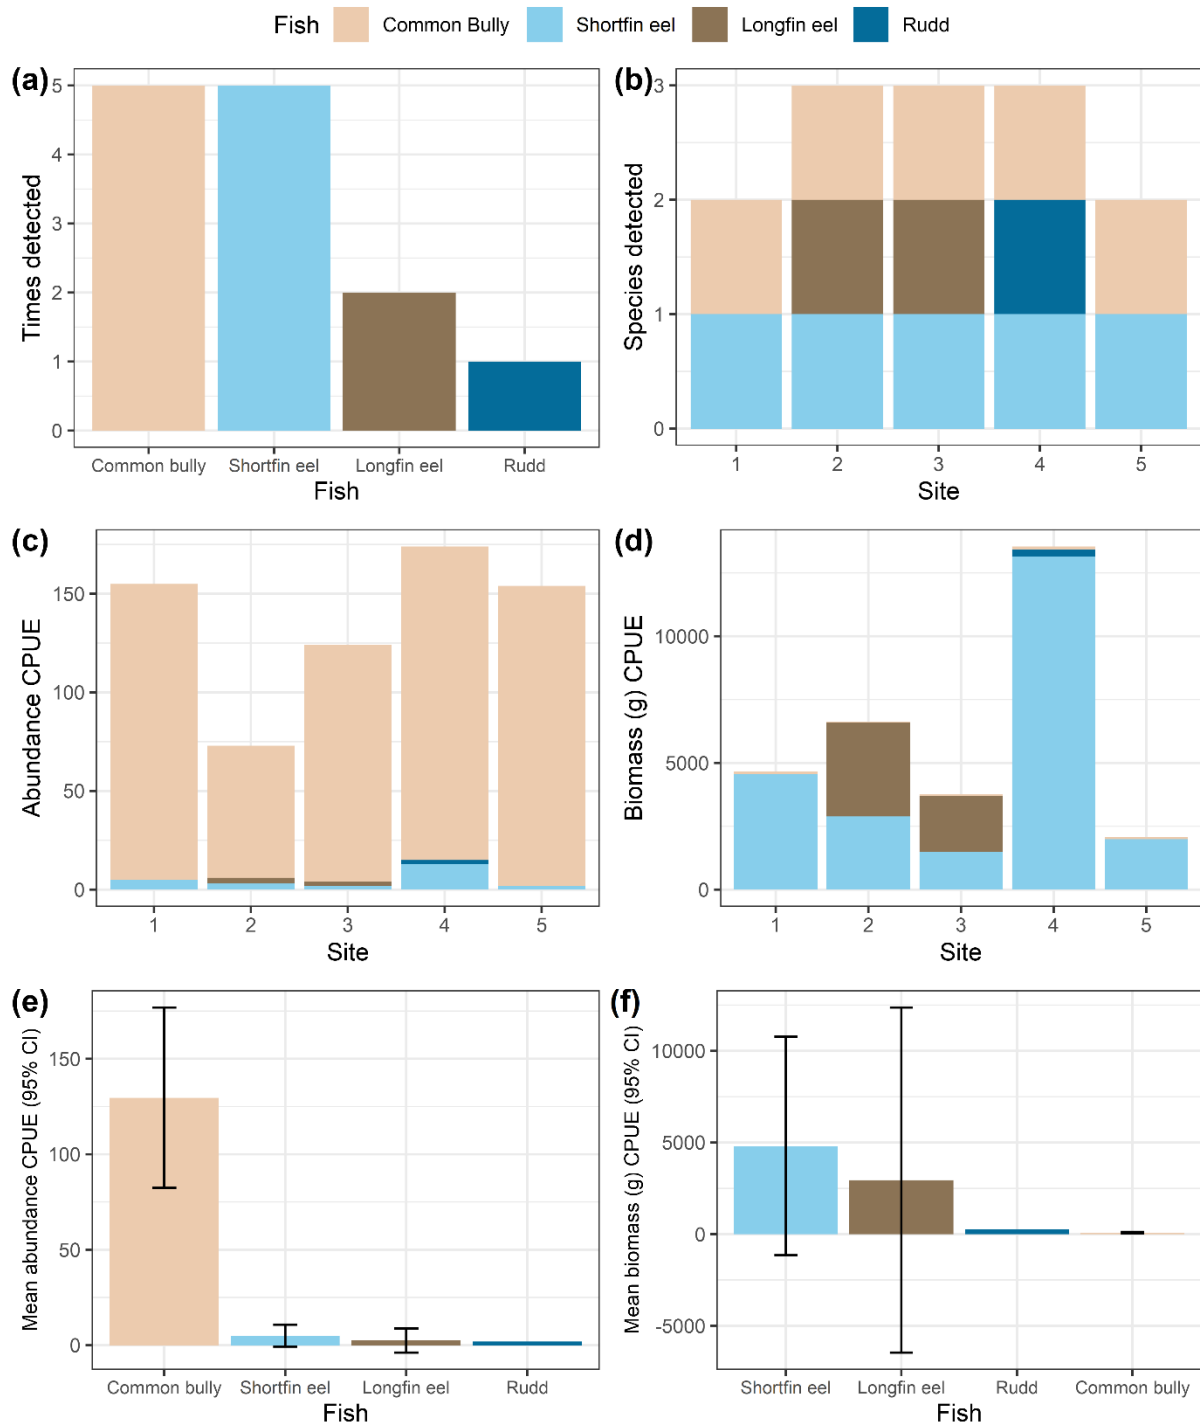 Fish Common Bully Shortfin eel Longfin eel Rudd
(a)
Times detected
5
4
3
2
1
0
Common bully Shortfin eel Longfin eel Rudd
Fish
(b)
Species detected
3
2
1
0
1 2 3 4 5
Site
(c)
Abundance CPUE
150
100
50
0
1 2 3 4 5
Site
(d)
Biomass (g) CPUE
10000
5000
0
1 2 3 4 5
Site
(e)
Mean abundance CPUE (95% CI)
150
100
50
0
Common bully Shortfin eel Longfin eel Rudd
Fish
(f)
Mean biomass (g) CPUE (95% CI)
10000
5000
0
-5000
Shortfin eel Longfin eel Rudd Common bully
Fish